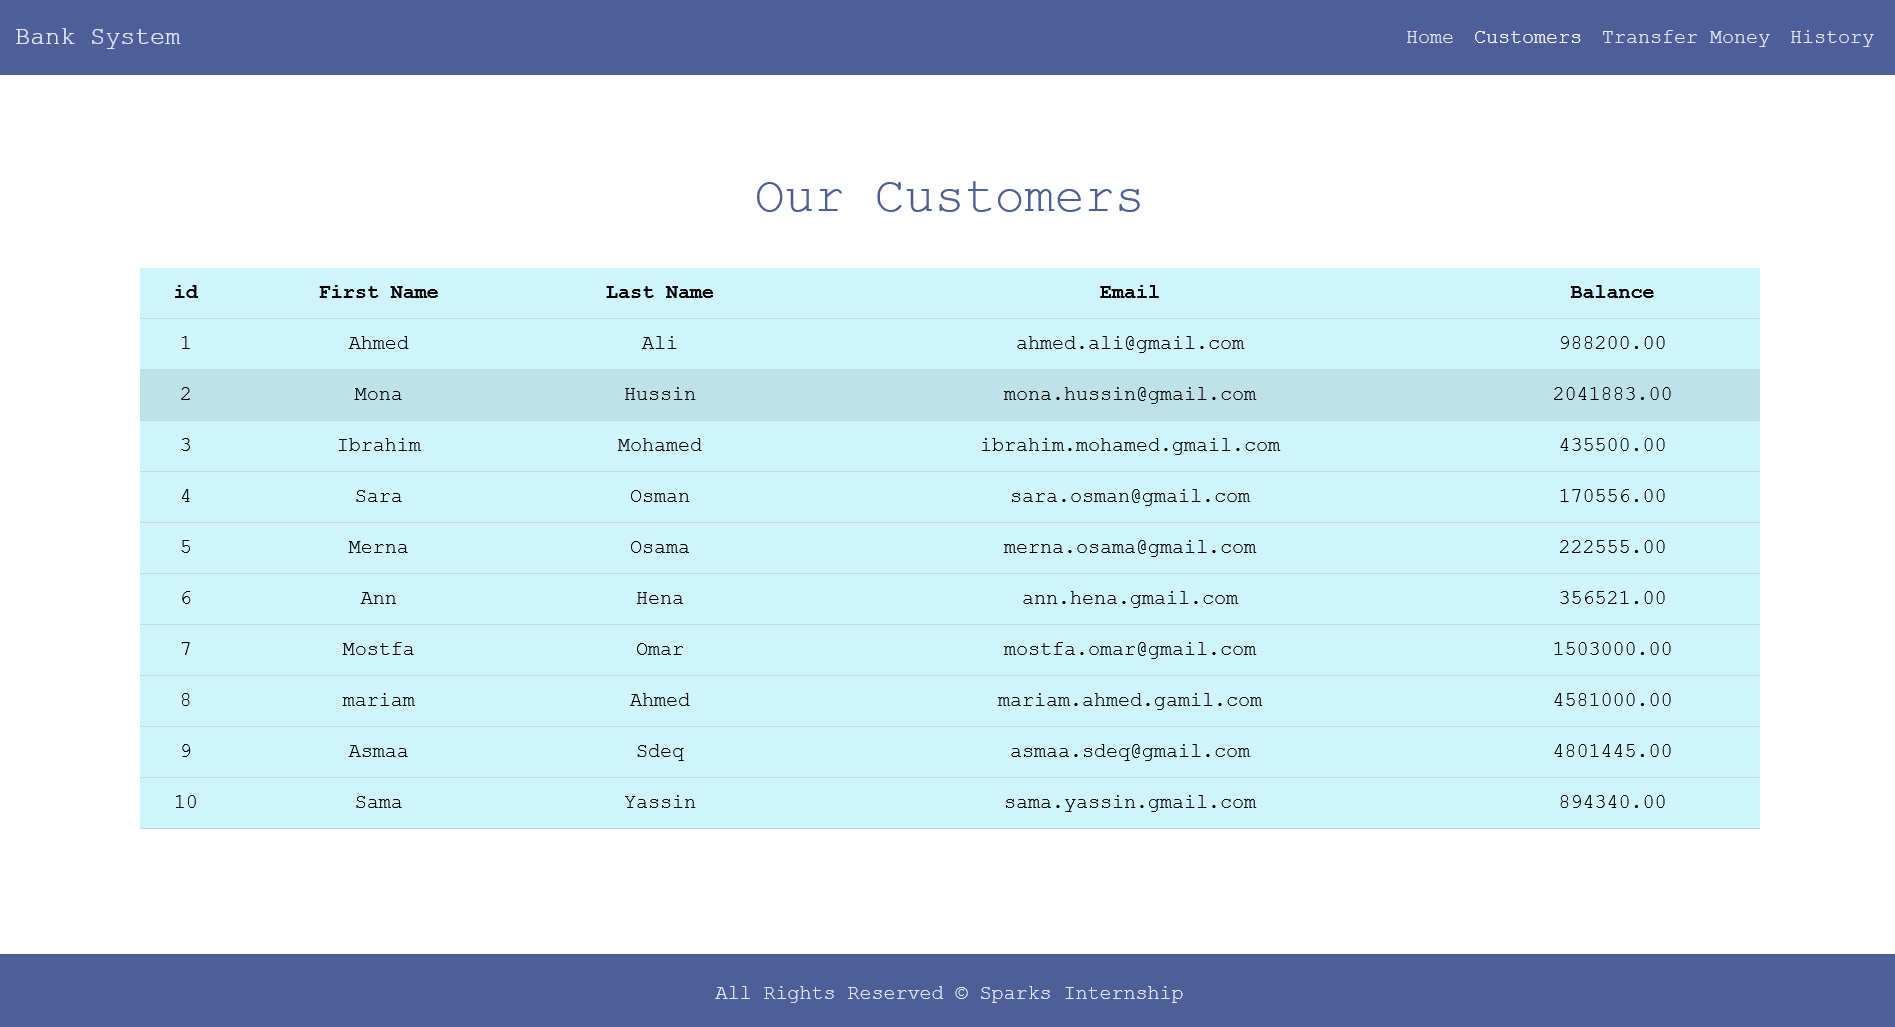 Bank System Home Customers Transfer Money History
Our Customers
id First Name Last Name Email Balance
1 Ahmed Ali ahmed.ali@gmail.com 988200.00
2 Mona Hussin mona.hussin@gmail.com 2041883.00
3 Ibrahim Mohamed ibrahim.mohamed.gmail.com 435500.00
4 Sara Osman sara.osman@gmail.com 170556.00
5 Merna Osama merna.osama@gmail.com 222555.00
6 Ann Hena ann.hena.gmail.com 356521.00
7 Mostfa Omar mostfa.omar@gmail.com 1503000.00
8 mariam Ahmed mariam.ahmed.gamil.com 4581000.00
9 Asmaa Sdeq asmaa.sdeq@gmail.com 4801445.00
10 Sama Yassin sama.yassin.gmail.com 894340.00
All Rights Reserved © Sparks Internship